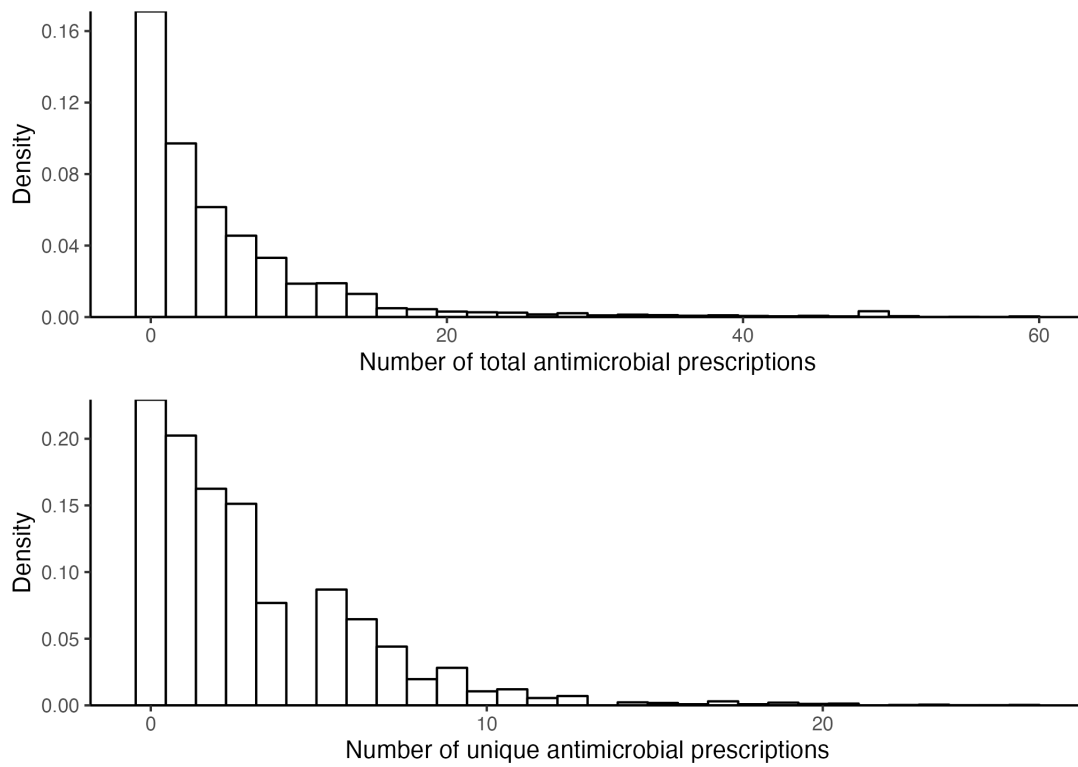 0.16
0.12
0.08
0.04
0.00
Density
0 20 40 60
Number of total antimicrobial prescriptions
0.20
0.15
0.10
0.05
0.00
Density
0 10 20
Number of unique antimicrobial prescriptions